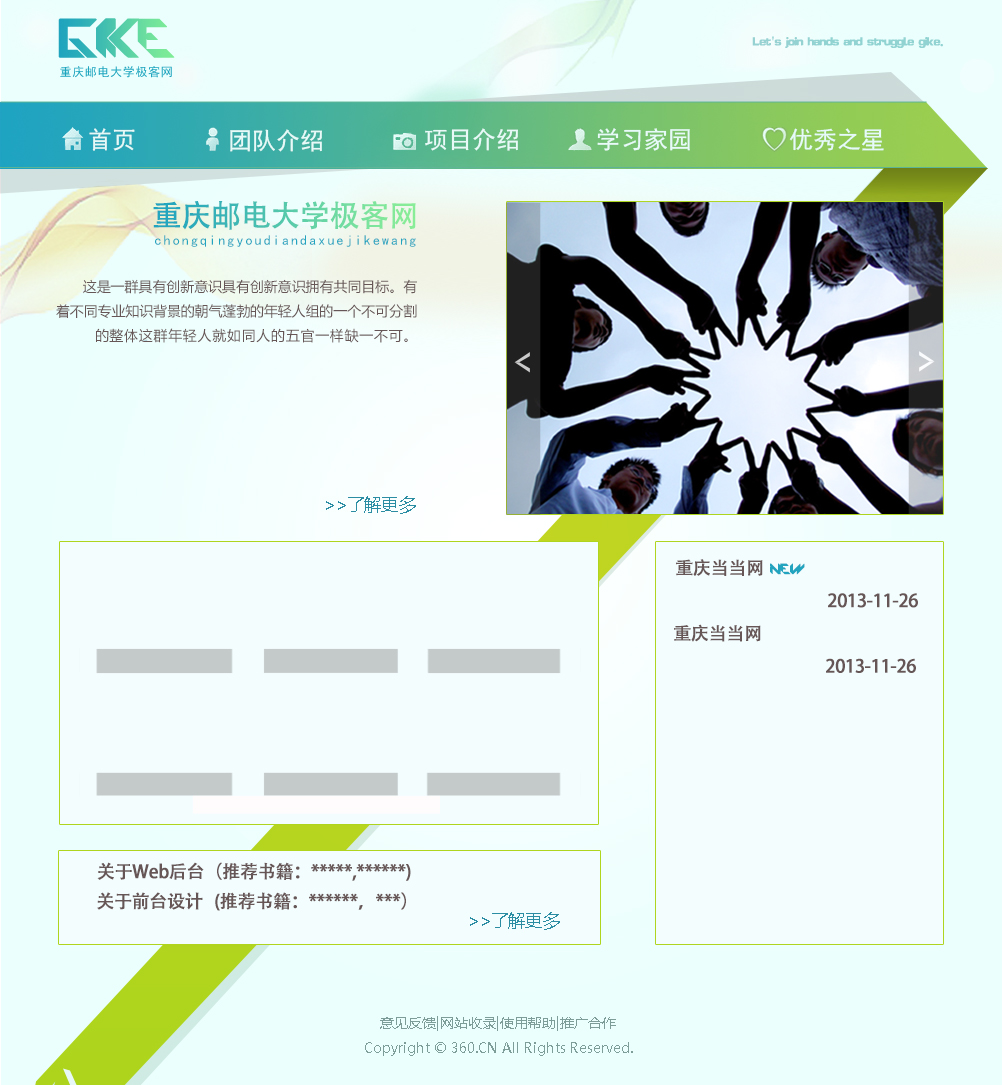 GKE
重庆邮电大学极客网
Let's join hands and struggle gike.
首页 团队介绍 项目介绍 学习家园 优秀之星
重庆邮电大学极客网
chongqingyoudiandaxuejikewang
这是一群具有创新意识具有创新意识拥有共同目标。有
着不同专业知识背景的朝气蓬勃的年轻人组的一个不可分割
的整体这群年轻人就如同人的五官一样缺一不可。
>>了解更多
重庆当当网 NEW
2013-11-26
重庆当当网
2013-11-26
关于Web后台（推荐书籍：*****,******)
关于前台设计（推荐书籍：******，***）
>>了解更多
意见反馈|网站收录|使用帮助|推广合作
Copyright © 360.CN All Rights Reserved.